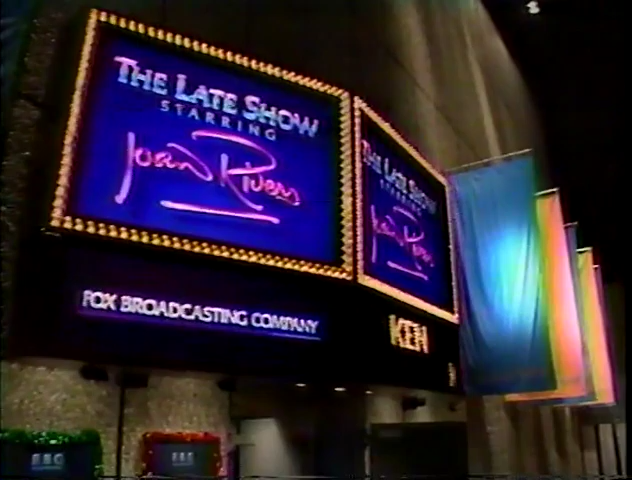 THE LATE SHOW
STARRING
Joan Rivers
THE LATE SHOW
STARRING
Joan Rivers
FOX BROADCASTING COMPANY
KEN